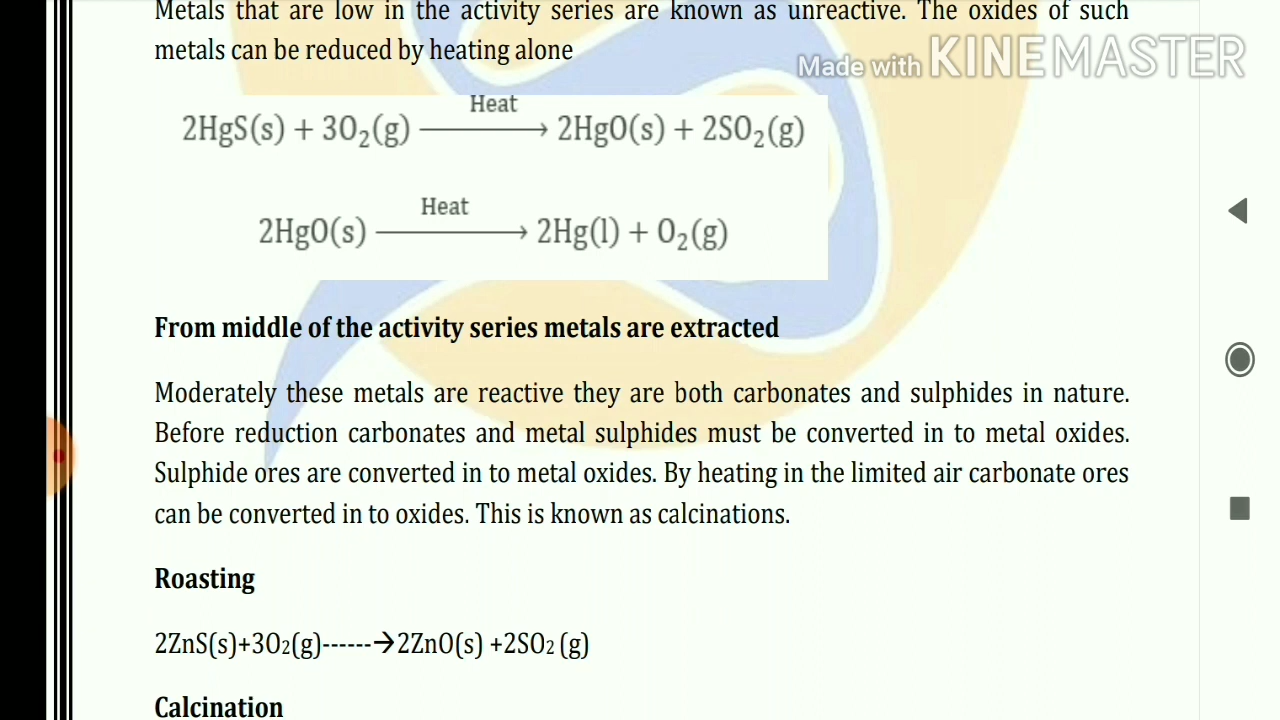 Metals that are low in the activity series are known as unreactive. The oxides of such
metals can be reduced by heating alone
Made with KINEMASTER
Heat
2HgS(s) + 3O₂(g) ⟶ 2HgO(s) + 2SO₂(g)
Heat
2HgO(s) ⟶ 2Hg(l) + O₂(g)
From middle of the activity series metals are extracted
Moderately these metals are reactive they are both carbonates and sulphides in nature.
Before reduction carbonates and metal sulphides must be converted in to metal oxides.
Sulphide ores are converted in to metal oxides. By heating in the limited air carbonate ores
can be converted in to oxides. This is known as calcinations.
Roasting
2ZnS(s)+3O₂(g)------→2ZnO(s) +2SO₂ (g)
Calcination